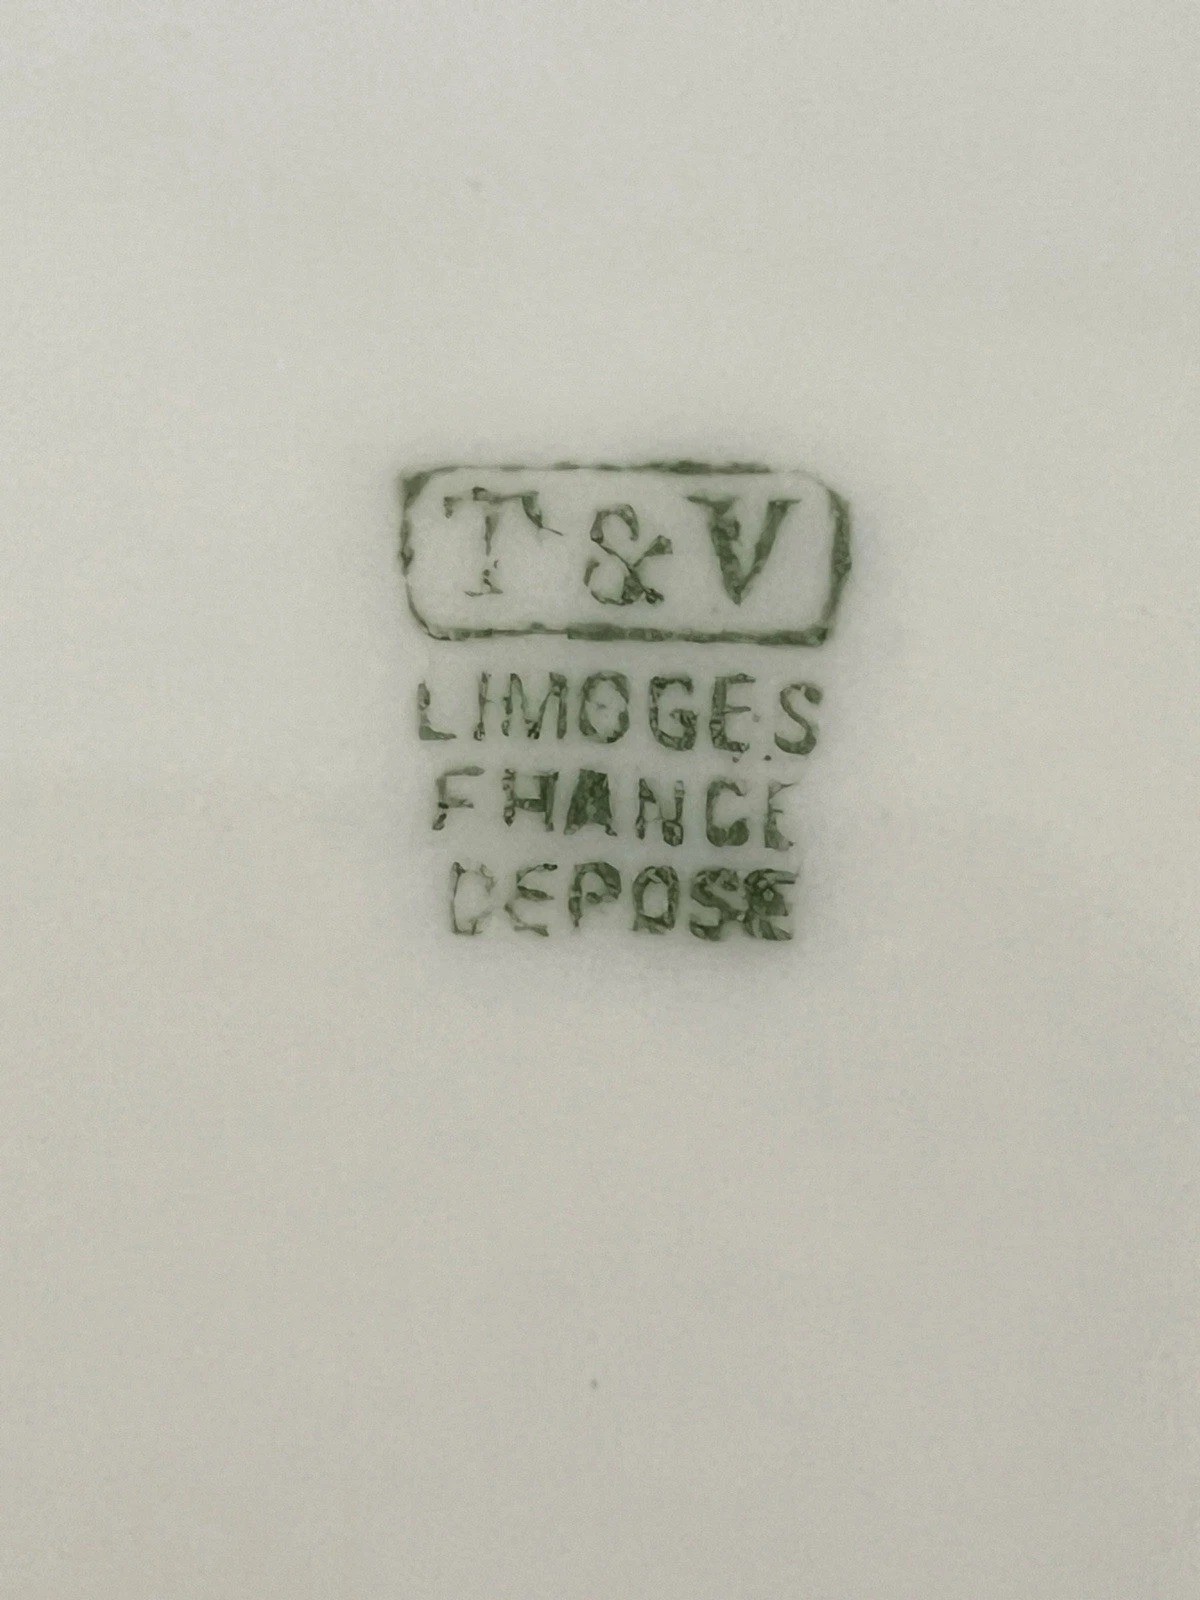 T & V
LIMOGES
FRANCE
DEPOSE